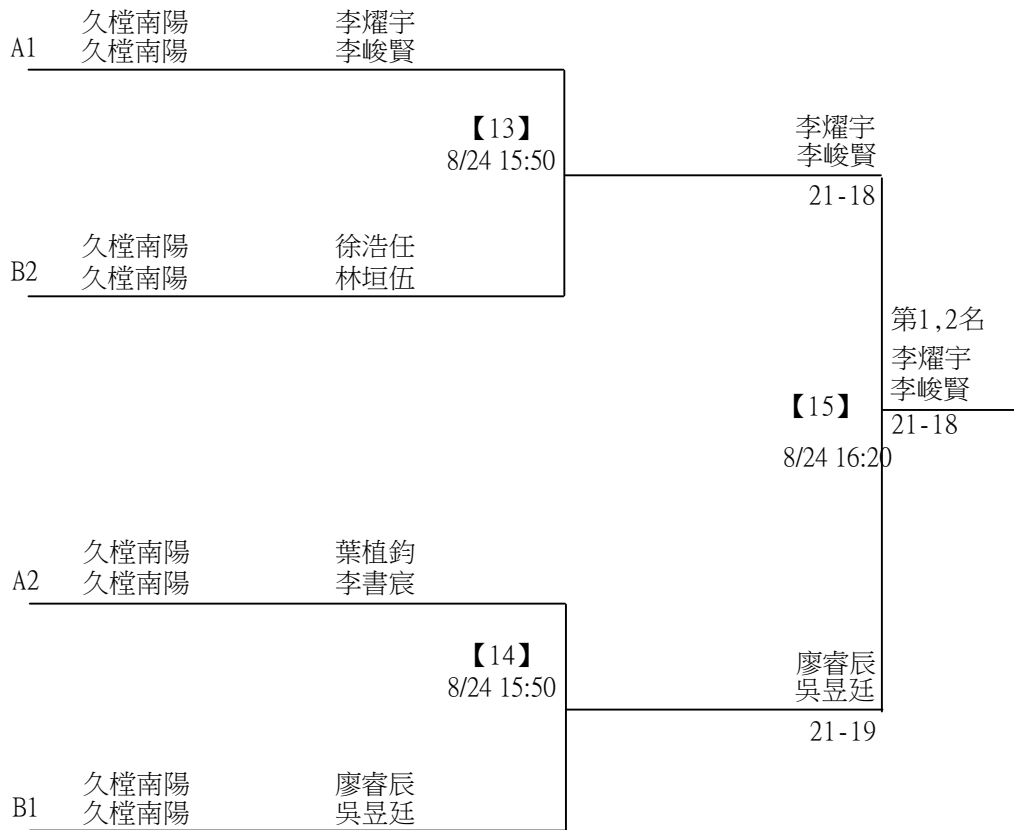 久樘南陽 李燿宇
A1 久樘南陽 李峻賢
【13】
8/24 15:50
李燿宇
李峻賢
21-18
久樘南陽 徐浩任
B2 久樘南陽 林垣伍
第1,2名
李燿宇
李峻賢
【15】
21-18
8/24 16:20
久樘南陽 葉植鈞
A2 久樘南陽 李書宸
【14】
8/24 15:50
廖睿辰
吳昱廷
21-19
久樘南陽 廖睿辰
B1 久樘南陽 吳昱廷